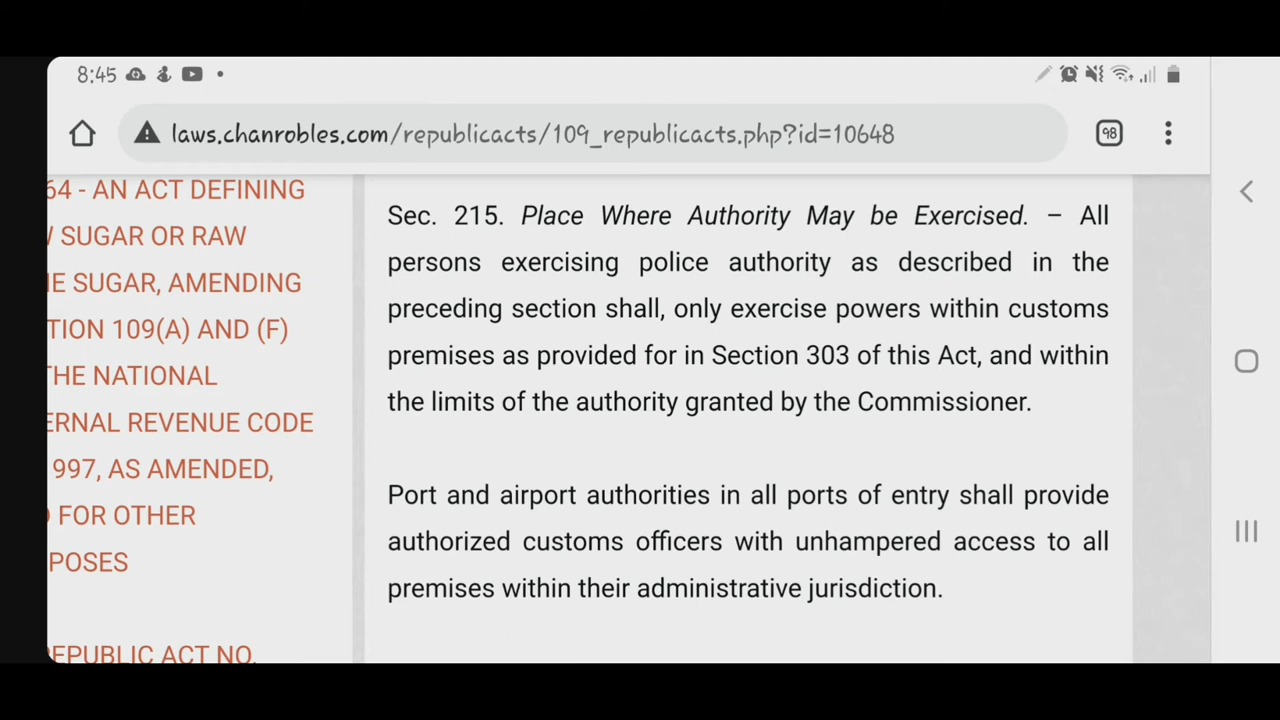 8:45
laws.chanrobles.com/republicacts/109_republicacts.php?id=10648
98
64 - AN ACT DEFINING
SUGAR OR RAW
SUGAR, AMENDING
109(A) AND (F)
NATIONAL
REVENUE CODE
997, AS AMENDED,
FOR OTHER
ACT NO.
Sec. 215. Place Where Authority May be Exercised. – All
persons exercising police authority as described in the
preceding section shall, only exercise powers within customs
premises as provided for in Section 303 of this Act, and within
the limits of the authority granted by the Commissioner.
Port and airport authorities in all ports of entry shall provide
authorized customs officers with unhampered access to all
premises within their administrative jurisdiction.